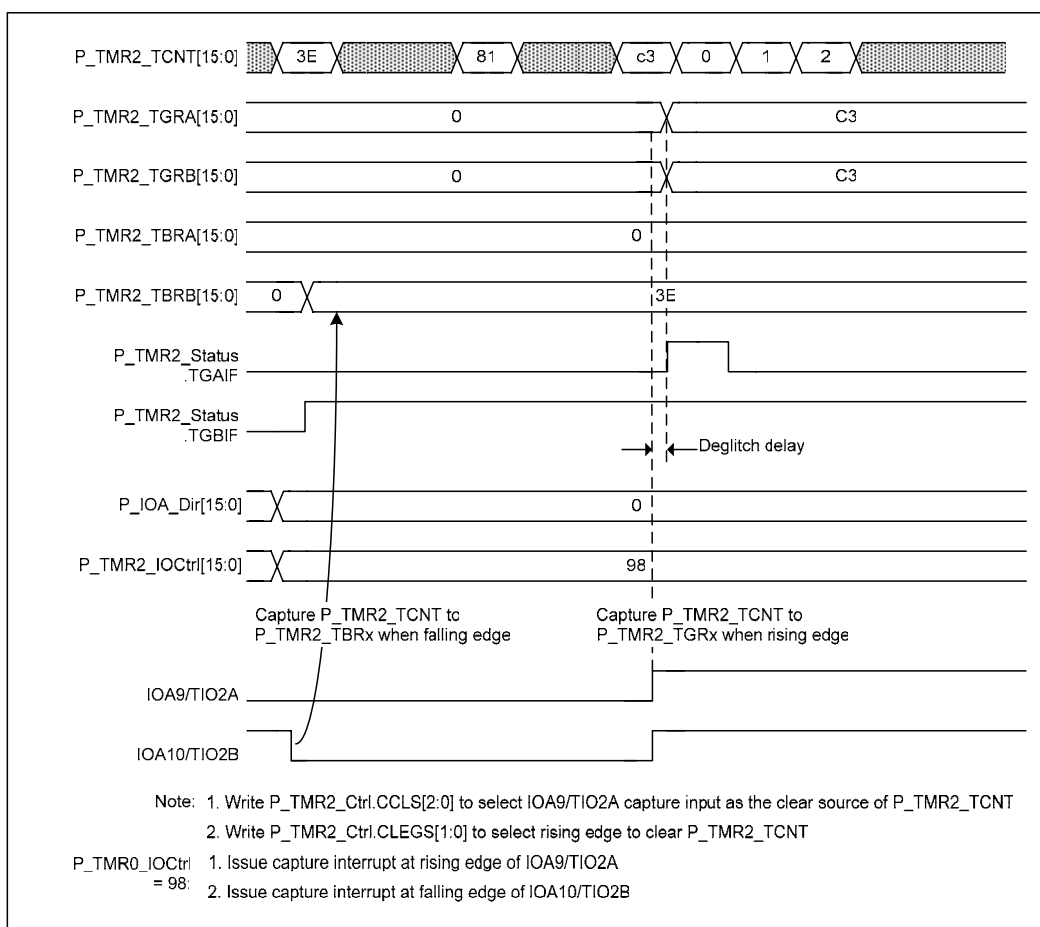 P_TMR2_TCNT[15:0] 3E 81 c3 0 1 2
P_TMR2_TGRA[15:0] 0 C3
P_TMR2_TGRB[15:0] 0 C3
P_TMR2_TBRA[15:0] 0
P_TMR2_TBRB[15:0] 0 3E
P_TMR2_Status
.TGAIF
P_TMR2_Status
.TGBIF
Deglitch delay
P_IOA_Dir[15:0] 0
P_TMR2_IOCtrl[15:0] 98
Capture P_TMR2_TCNT to
P_TMR2_TBRx when falling edge
Capture P_TMR2_TCNT to
P_TMR2_TGRx when rising edge
IOA9/TIO2A
IOA10/TIO2B
Note: 1. Write P_TMR2_Ctrl.CCLS[2:0] to select IOA9/TIO2A capture input as the clear source of P_TMR2_TCNT
2. Write P_TMR2_Ctrl.CLEGS[1:0] to select rising edge to clear P_TMR2_TCNT
P_TMR0_IOCtrl
= 98:
1. Issue capture interrupt at rising edge of IOA9/TIO2A
2. Issue capture interrupt at falling edge of IOA10/TIO2B